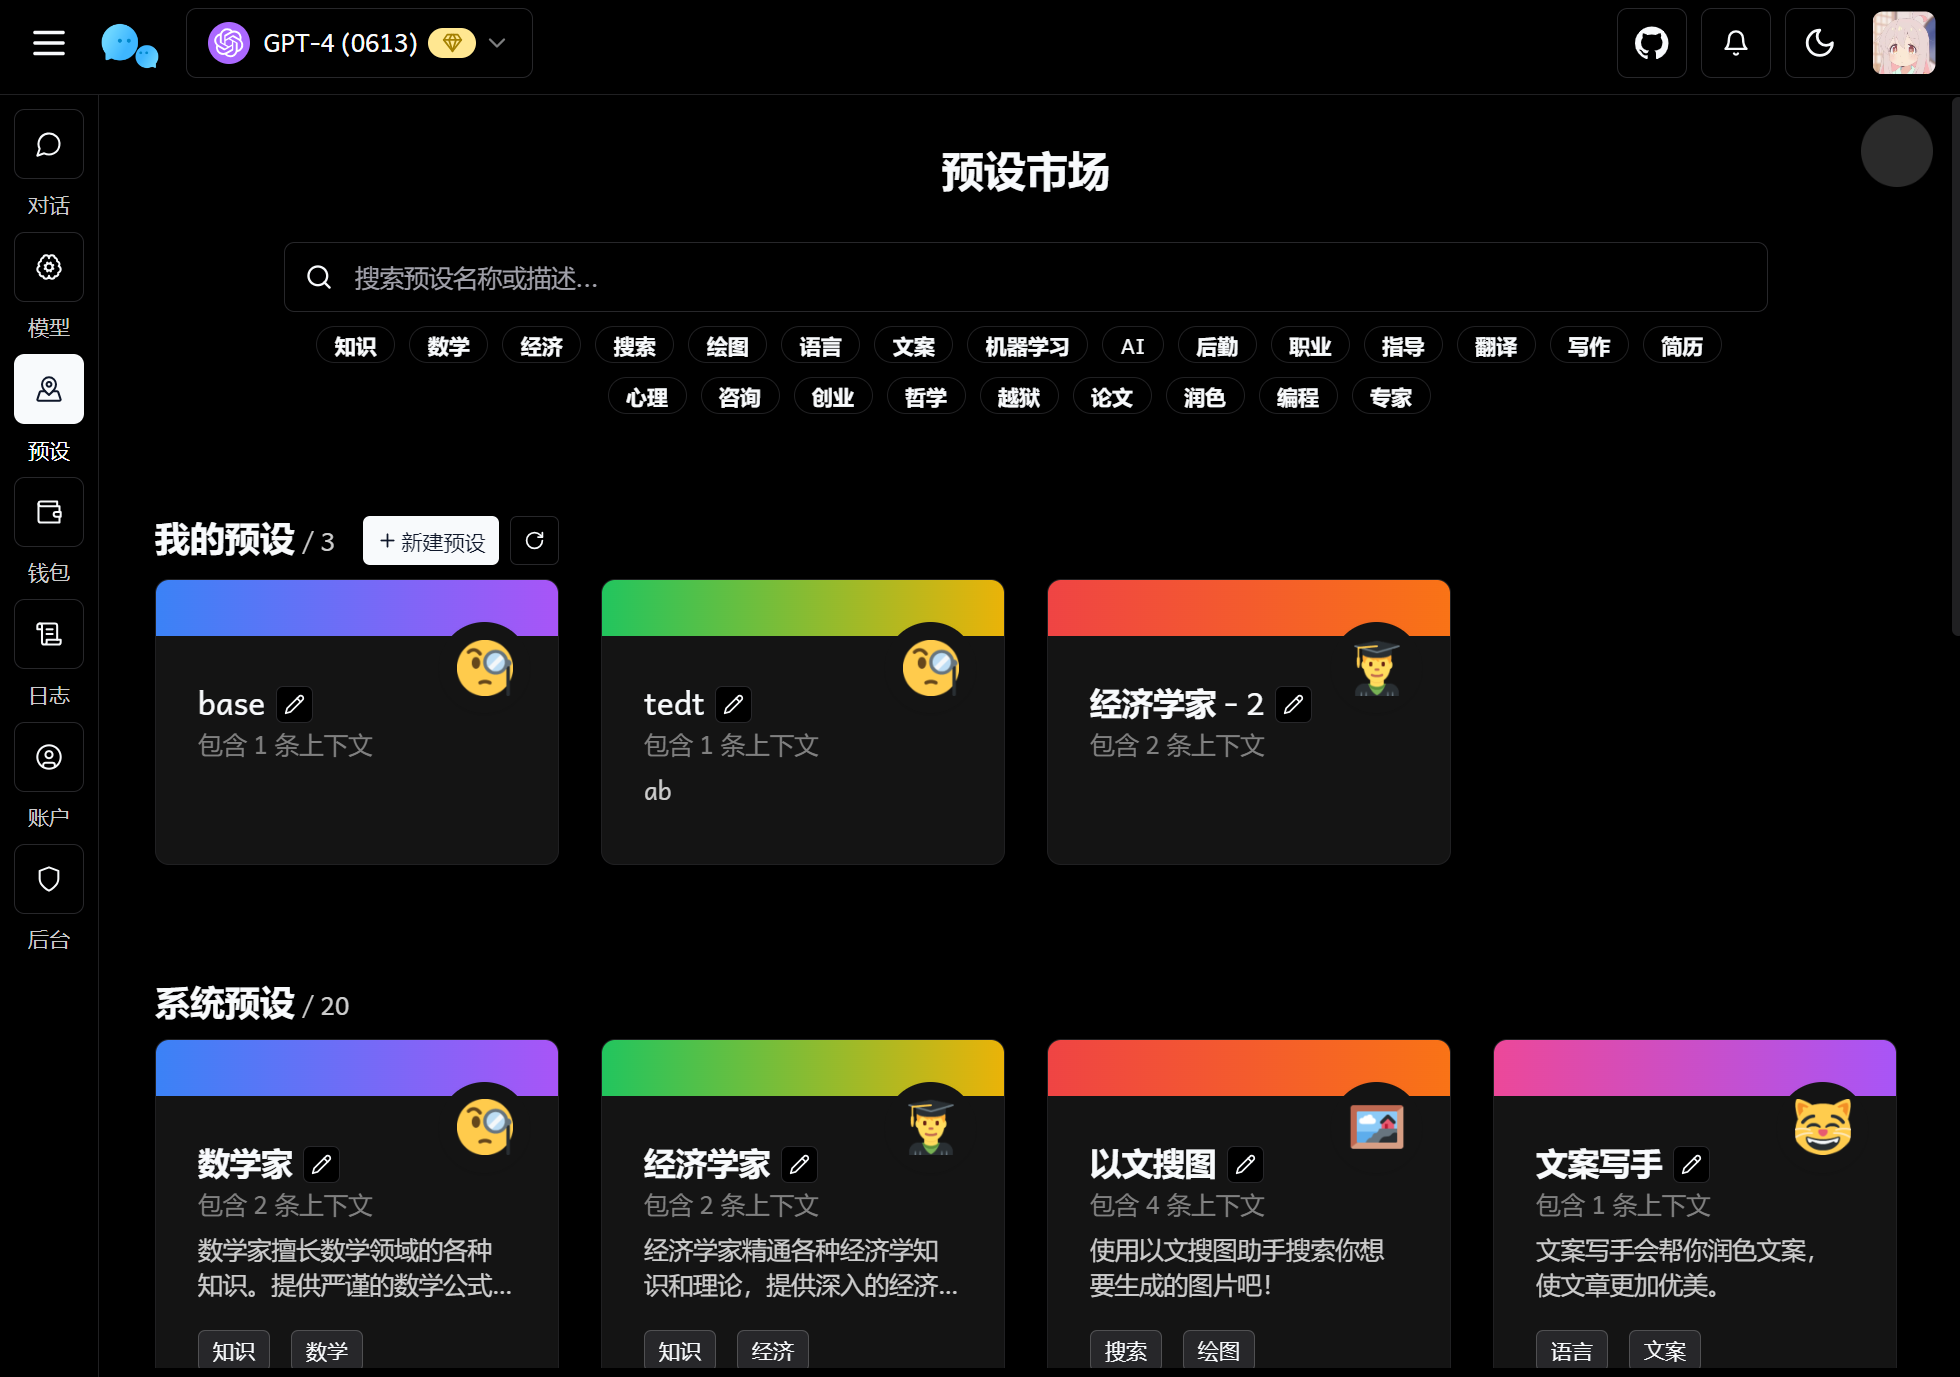 GPT-4 (0613)
对话
模型
预设
钱包
日志
账户
后台
预设市场
搜索预设名称或描述...
知识 数学 经济 搜索 绘图 语言 文案 机器学习 AI 后勤 职业 指导 翻译 写作 简历
心理 咨询 创业 哲学 越狱 论文 润色 编程 专家
我的预设 / 3 + 新建预设
base
包含 1 条上下文
tedt
包含 1 条上下文
ab
经济学家 - 2
包含 2 条上下文
系统预设 / 20
数学家
包含 2 条上下文
数学家擅长数学领域的各种
知识。提供严谨的数学公式...
知识 数学
经济学家
包含 2 条上下文
经济学家精通各种经济学知
识和理论，提供深入的经济...
知识 经济
以文搜图
包含 4 条上下文
使用以文搜图助手搜索你想
要生成的图片吧！
搜索 绘图
文案写手
包含 1 条上下文
文案写手会帮你润色文案，
使文章更加优美。
语言 文案